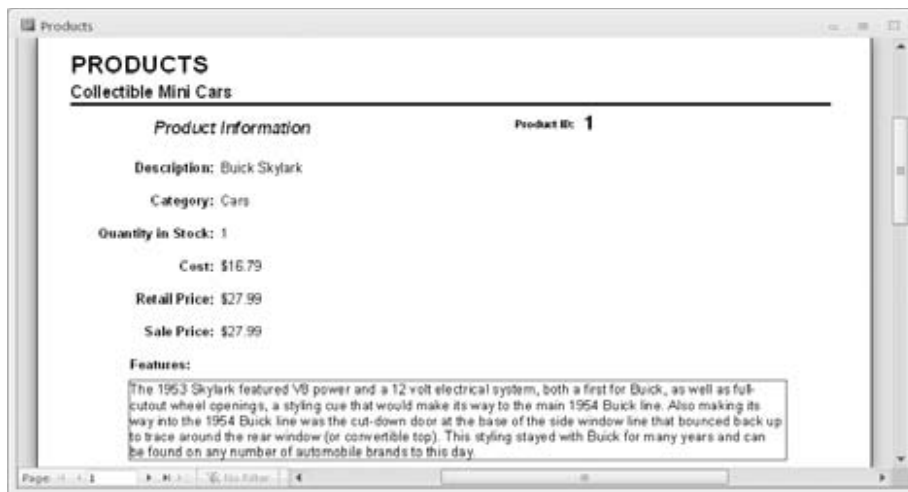 Products
PRODUCTS
Collectible Mini Cars
Product Information
Product ID: 1
Description: Buick Skylark
Category: Cars
Quantity in Stock: 1
Cost: $16.79
Retail Price: $27.99
Sale Price: $27.99
Features:
The 1953 Skylark featured V8 power and a 12 volt electrical system, both a first for Buick, as well as full-
cutout wheel openings, a styling cue that would make its way to the main 1954 Buick line. Also making its
way into the 1954 Buick line was the cut-down door at the base of the side window line that bounced back up
to trace around the rear window (or convertible top). This styling stayed with Buick for many years and can
be found on any number of automobile brands to this day.
Page: 1 No Filter